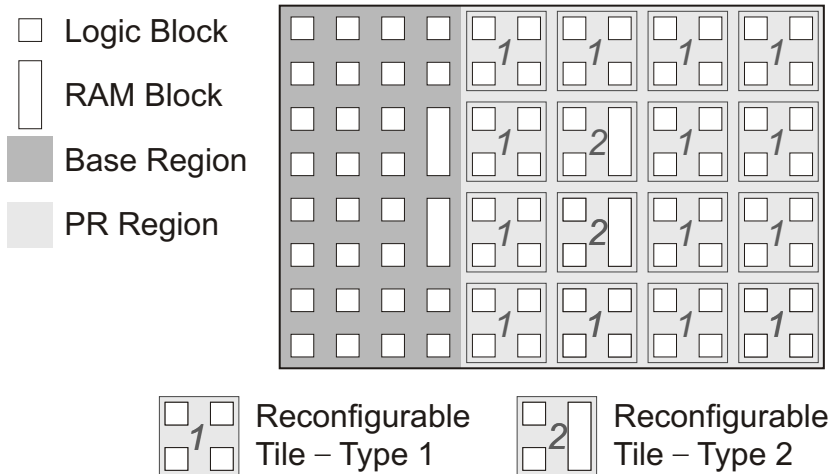 Logic Block
RAM Block
Base Region
PR Region
1 1 1 1
1 2 1 1
1 2 1 1
1 1 1 1
1 Reconfigurable
Tile – Type 1
2 Reconfigurable
Tile – Type 2